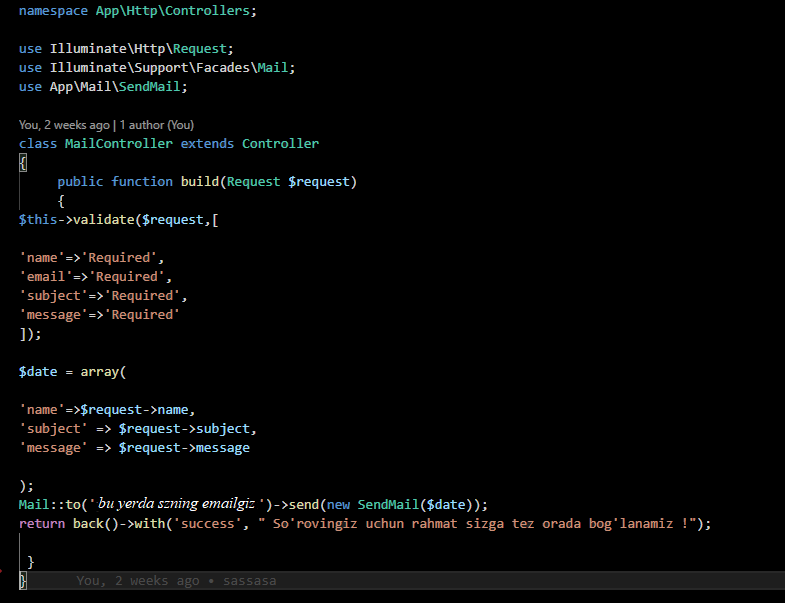 namespace App\Http\Controllers;
use Illuminate\Http\Request;
use Illuminate\Support\Facades\Mail;
use App\Mail\SendMail;
You, 2 weeks ago | 1 author (You)
class MailController extends Controller
{
public function build(Request $request)
{
$this->validate($request,[
'name'=>'Required',
'email'=>'Required',
'subject'=>'Required',
'message'=>'Required'
]);
$date = array(
'name'=>$request->name,
'subject' => $request->subject,
'message' => $request->message
);
Mail::to('bu yerda szning emailgiz')->send(new SendMail($date));
return back()->with('success', " So'rovingiz uchun rahmat sizga tez orada bog'lanamiz !");
}
} You, 2 weeks ago • sassasa